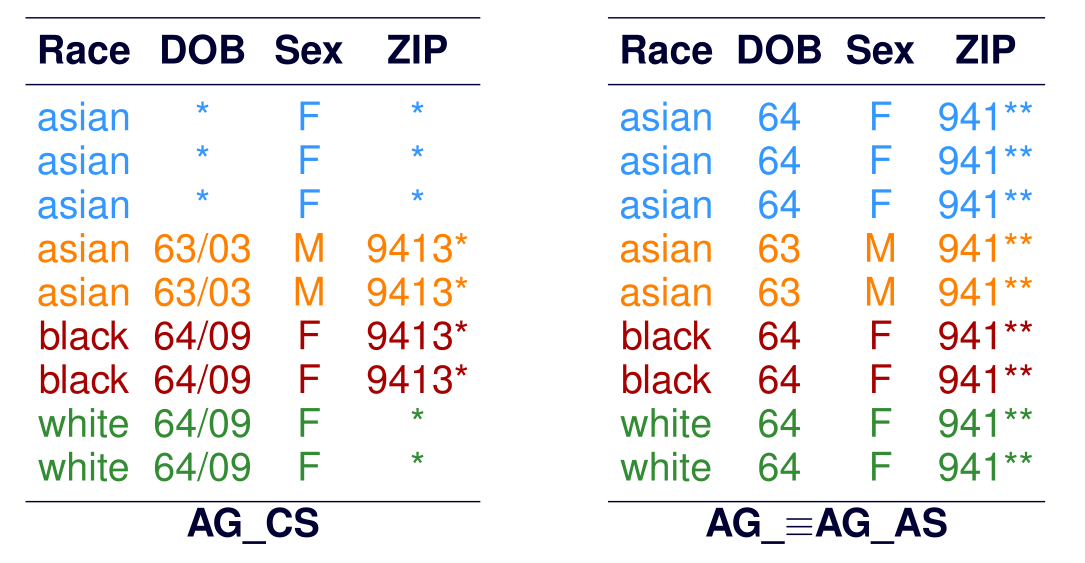 Race DOB Sex ZIP Race DOB Sex ZIP
asian * F * asian 64 F 941**
asian * F * asian 64 F 941**
asian * F * asian 64 F 941**
asian 63/03 M 9413* asian 63 M 941**
asian 63/03 M 9413* asian 63 M 941**
black 64/09 F 9413* black 64 F 941**
black 64/09 F 9413* black 64 F 941**
white 64/09 F * white 64 F 941**
white 64/09 F * white 64 F 941**
AG_CS AG_≡AG_AS